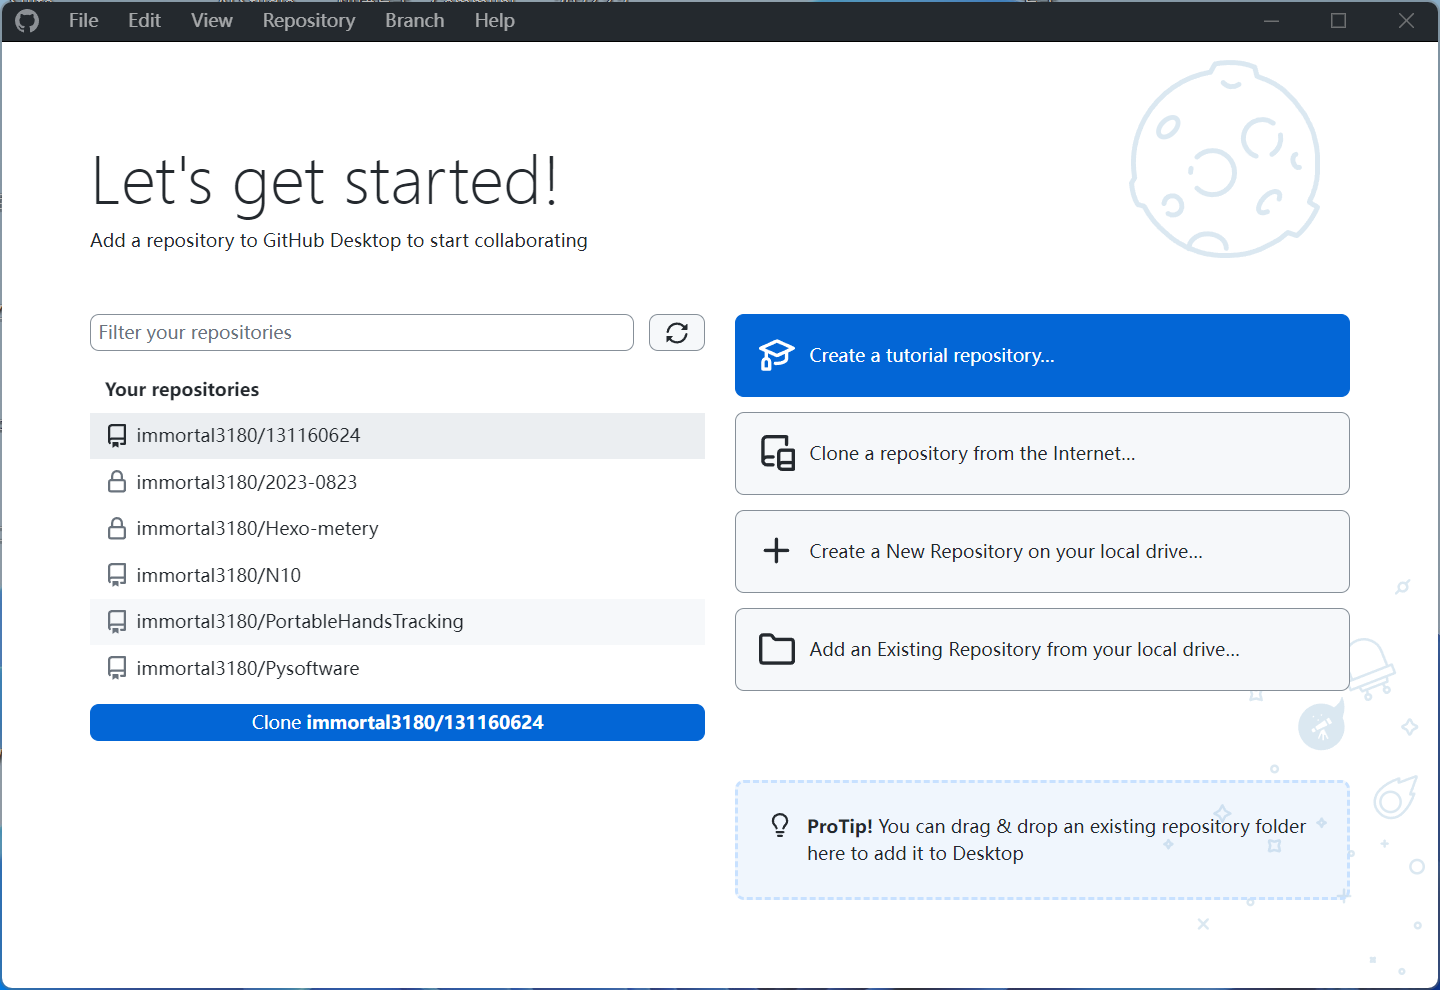 File Edit View Repository Branch Help
Let's get started!
Add a repository to GitHub Desktop to start collaborating
Filter your repositories
Your repositories
immortal3180/131160624
immortal3180/2023-0823
immortal3180/Hexo-metery
immortal3180/N10
immortal3180/PortableHandsTracking
immortal3180/Pysoftware
Clone immortal3180/131160624
Create a tutorial repository...
Clone a repository from the Internet...
Create a New Repository on your local drive...
Add an Existing Repository from your local drive...
ProTip! You can drag & drop an existing repository folder
here to add it to Desktop